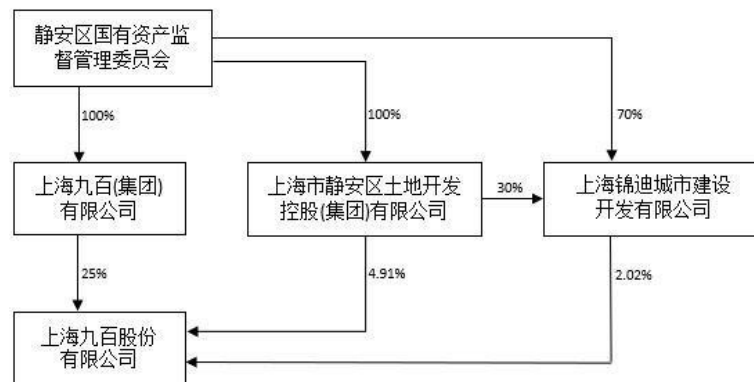 静安区国有资产监
督管理委员会
100%
100%
70%
上海九百(集团)
有限公司
上海市静安区土地开发
控股(集团)有限公司
30%
上海锦迪城市建设
开发有限公司
25%
4.91%
2.02%
上海九百股份
有限公司